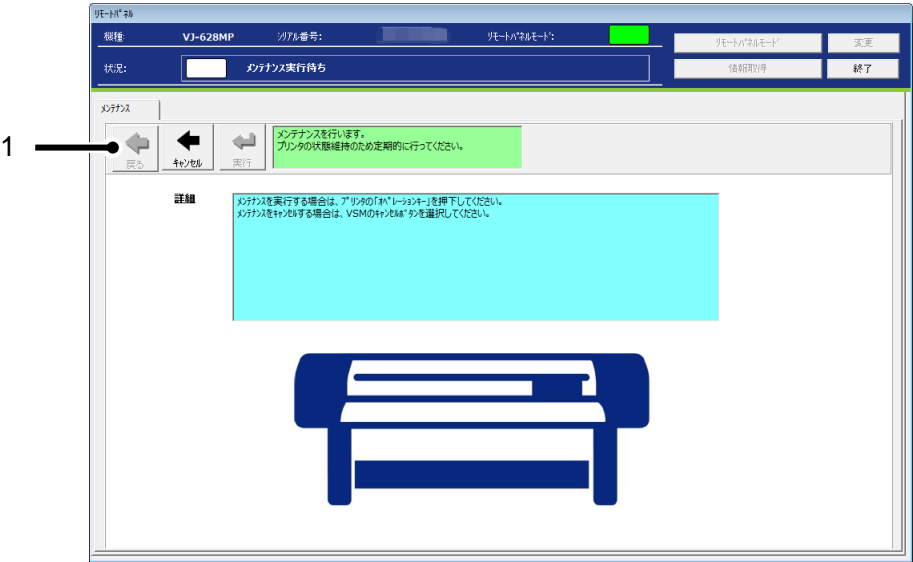 リモートパネル
機種: VJ-628MP シリアル番号: リモートパネルモード:
リモートパネルモード 変更
状況: メンテナンス実行待ち
情報取得 終了
メンテナンス
1
戻る キャンセル 実行
メンテナンスを行います。
プリンタの状態維持のため定期的に行ってください。
詳細
メンテナンスを実行する場合は、プリンタの「オペレーションキー」を押下してください。
メンテナンスをキャンセルする場合は、VSMのキャンセルボタンを選択してください。